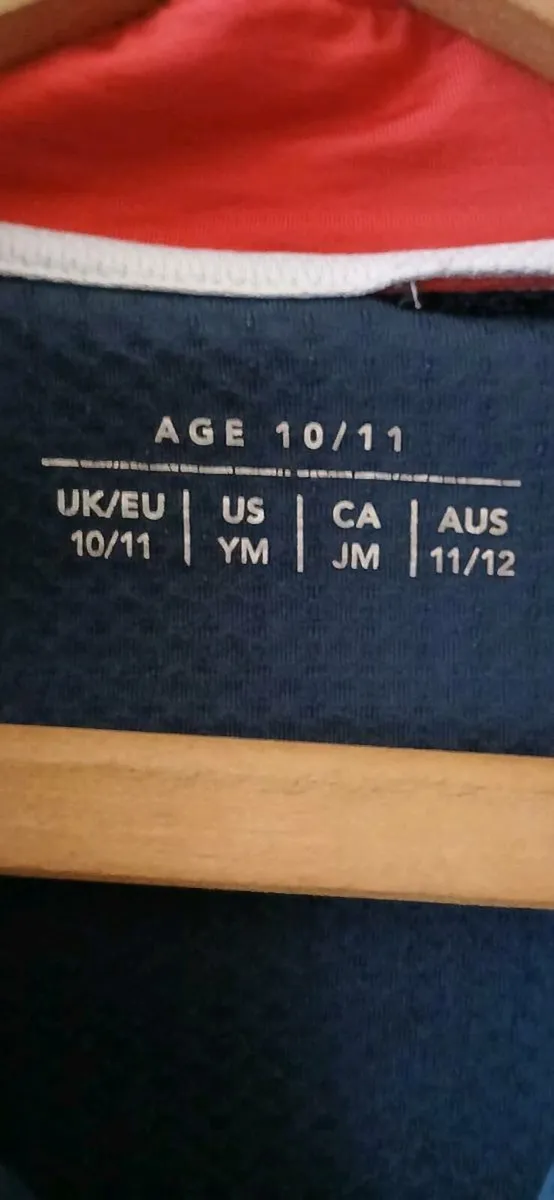 AGE 10/11
UK/EU | US | CA | AUS
10/11 | YM | JM | 11/12